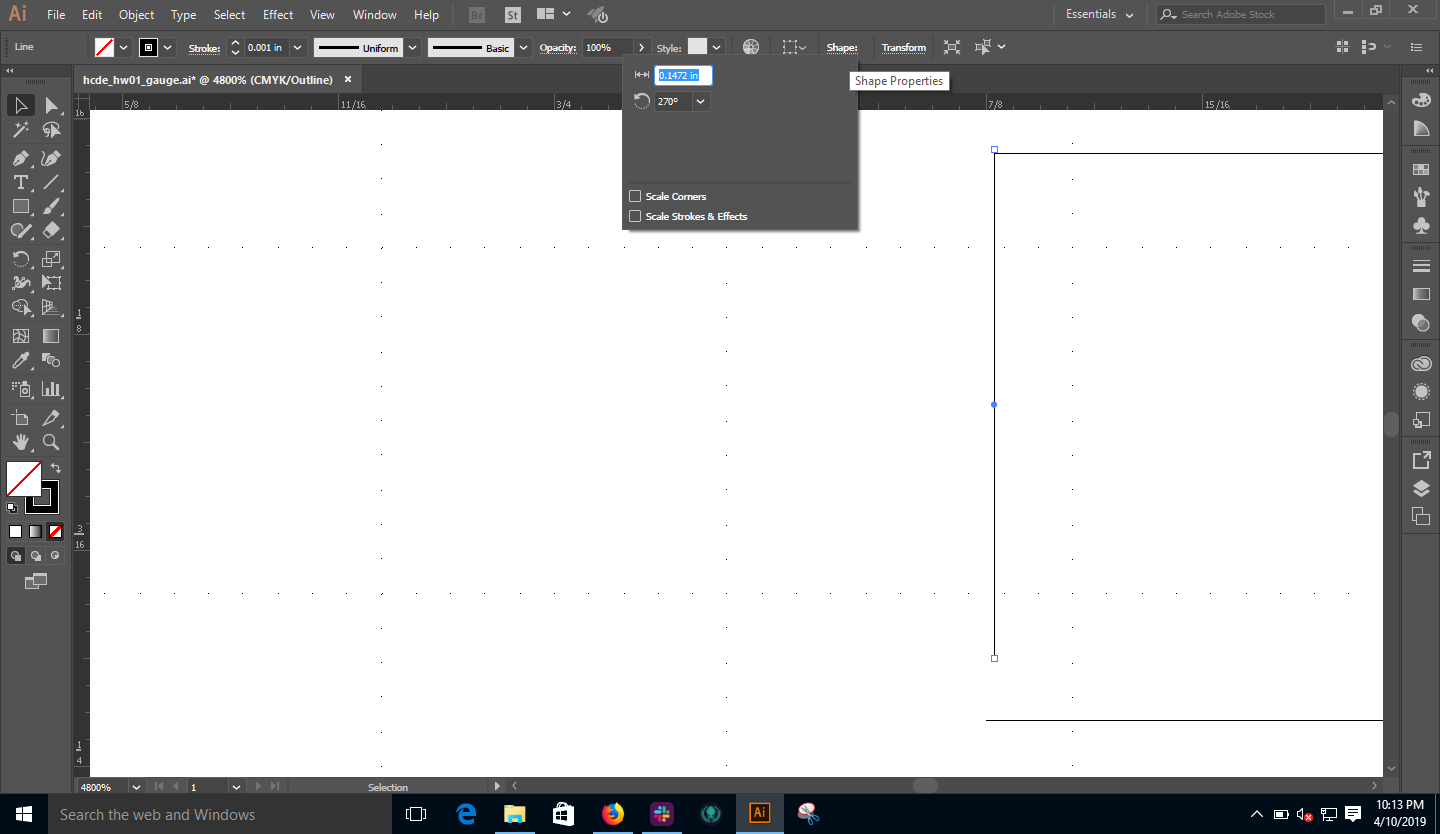 Ai File Edit Object Type Select Effect View Window Help Br St Essentials Search Adobe Stock
Line Stroke: 0.001 in Uniform Basic Opacity: 100% Style: Shape: Transform
hcde_hw01_gauge.ai* @ 4800% (CMYK/Outline)
0.1472 in
Shape Properties
270°
5/8 11/16 3/4 7/8 15/16
16
Scale Corners
Scale Strokes & Effects
1
8
3
16
1
4
4800% 1 Selection
Search the web and Windows
Ai
10:13 PM
4/10/2019